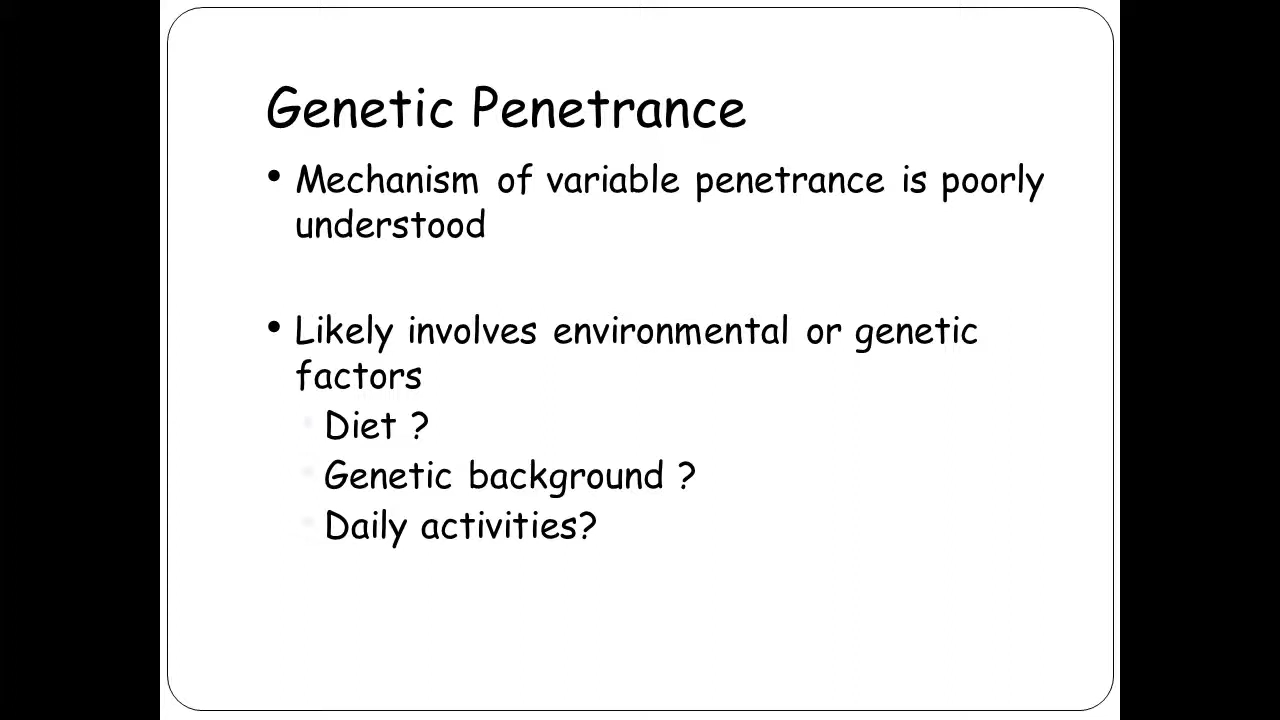 Genetic Penetrance
• Mechanism of variable penetrance is poorly
understood
• Likely involves environmental or genetic
factors
Diet ?
Genetic background ?
Daily activities?